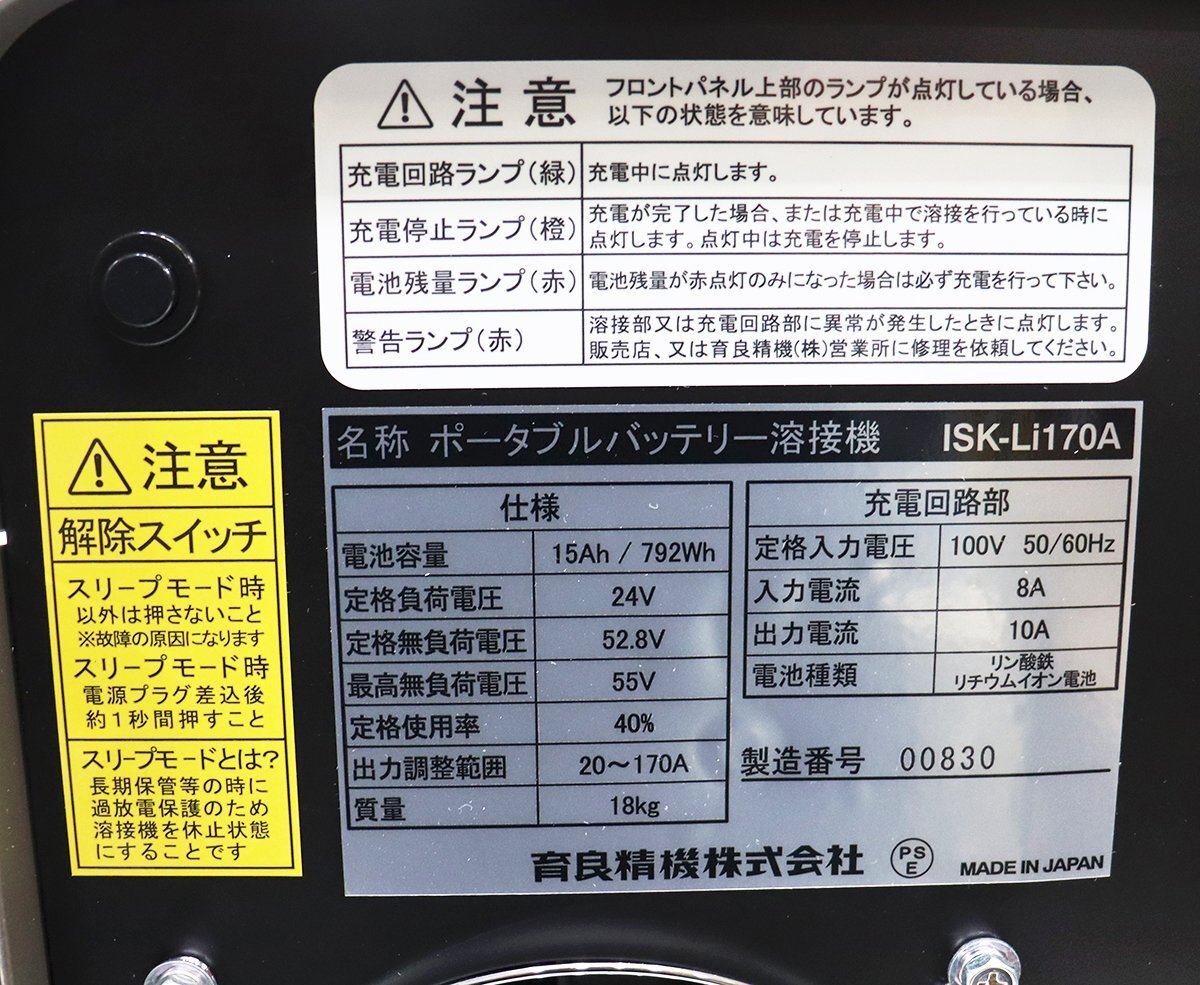 注意
フロントパネル上部のランプが点灯している場合、
以下の状態を意味しています。
充電回路ランプ(緑) 充電中に点灯します。
充電停止ランプ(橙) 充電が完了した場合、または充電中で溶接を行っている時に
点灯します。点灯中は充電を停止します。
電池残量ランプ(赤) 電池残量が赤点灯のみになった場合は必ず充電を行って下さい。
警告ランプ(赤) 溶接部又は充電回路部に異常が発生したときに点灯します。
販売店、又は育良精機(株)営業所に修理を依頼してください。
注意
解除スイッチ
スリープモード時
以外は押さないこと
※故障の原因になります
スリープモード時
電源プラグ差込後
約1秒間押すこと
スリープモードとは?
長期保管等の時に
過放電保護のため
溶接機を休止状態
にすることです
名称 ポータブルバッテリー溶接機 ISK-Li170A
仕様
電池容量 15Ah / 792Wh
定格負荷電圧 24V
定格無負荷電圧 52.8V
最高無負荷電圧 55V
定格使用率 40%
出力調整範囲 20～170A
質量 18kg
充電回路部
定格入力電圧 100V 50/60Hz
入力電流 8A
出力電流 10A
電池種類 リン酸鉄
リチウムイオン電池
製造番号 00830
育良精機株式会社 PSE MADE IN JAPAN